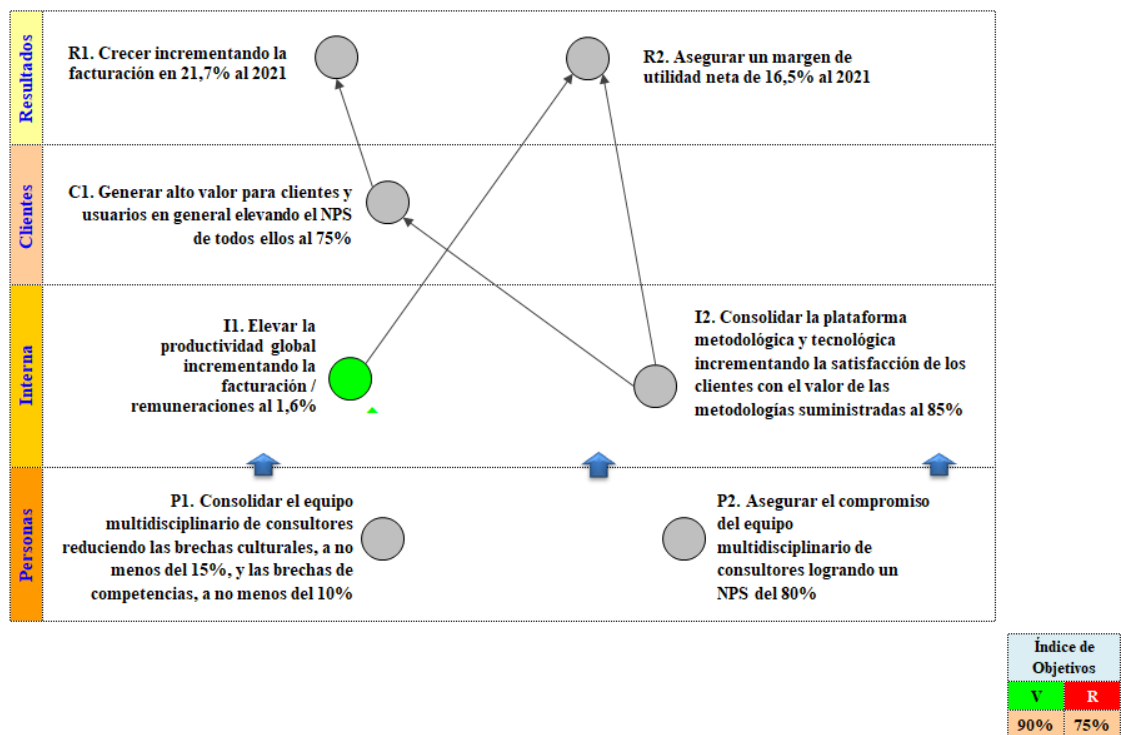 Resultados
R1. Crecer incrementando la
facturación en 21,7% al 2021
R2. Asegurar un margen de
utilidad neta de 16,5% al 2021
Clientes
C1. Generar alto valor para clientes y
usuarios en general elevando el NPS
de todos ellos al 75%
Interna
I1. Elevar la
productividad global
incrementando la
facturación /
remuneraciones al 1,6%
I2. Consolidar la plataforma
metodológica y tecnológica
incrementando la satisfacción de los
clientes con el valor de las
metodologías suministradas al 85%
Personas
P1. Consolidar el equipo
multidisciplinario de consultores
reduciendo las brechas culturales, a no
menos del 15%, y las brechas de
competencias, a no menos del 10%
P2. Asegurar el compromiso
del equipo
multidisciplinario de
consultores logrando un
NPS del 80%
Índice de
Objetivos
V R
90% 75%